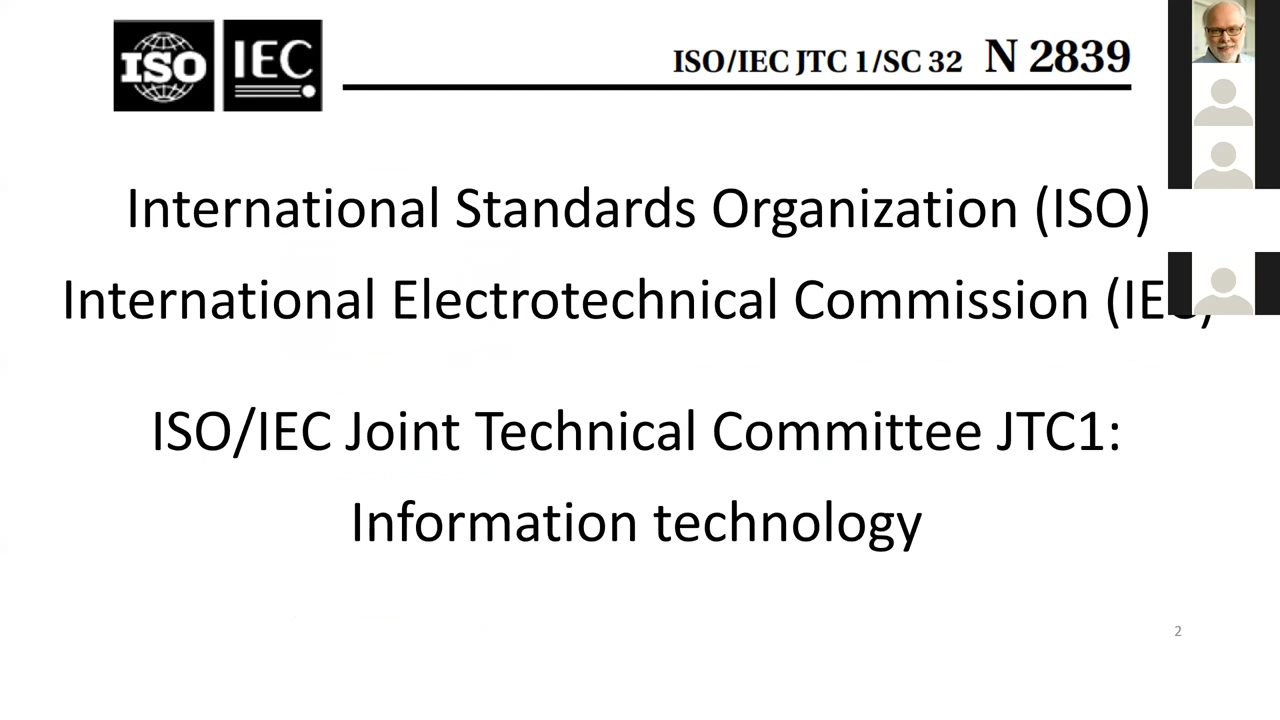 ISO IEC ISO/IEC JTC 1/SC 32 N 2839
International Standards Organization (ISO)
International Electrotechnical Commission (IEC)
ISO/IEC Joint Technical Committee JTC1:
Information technology
2